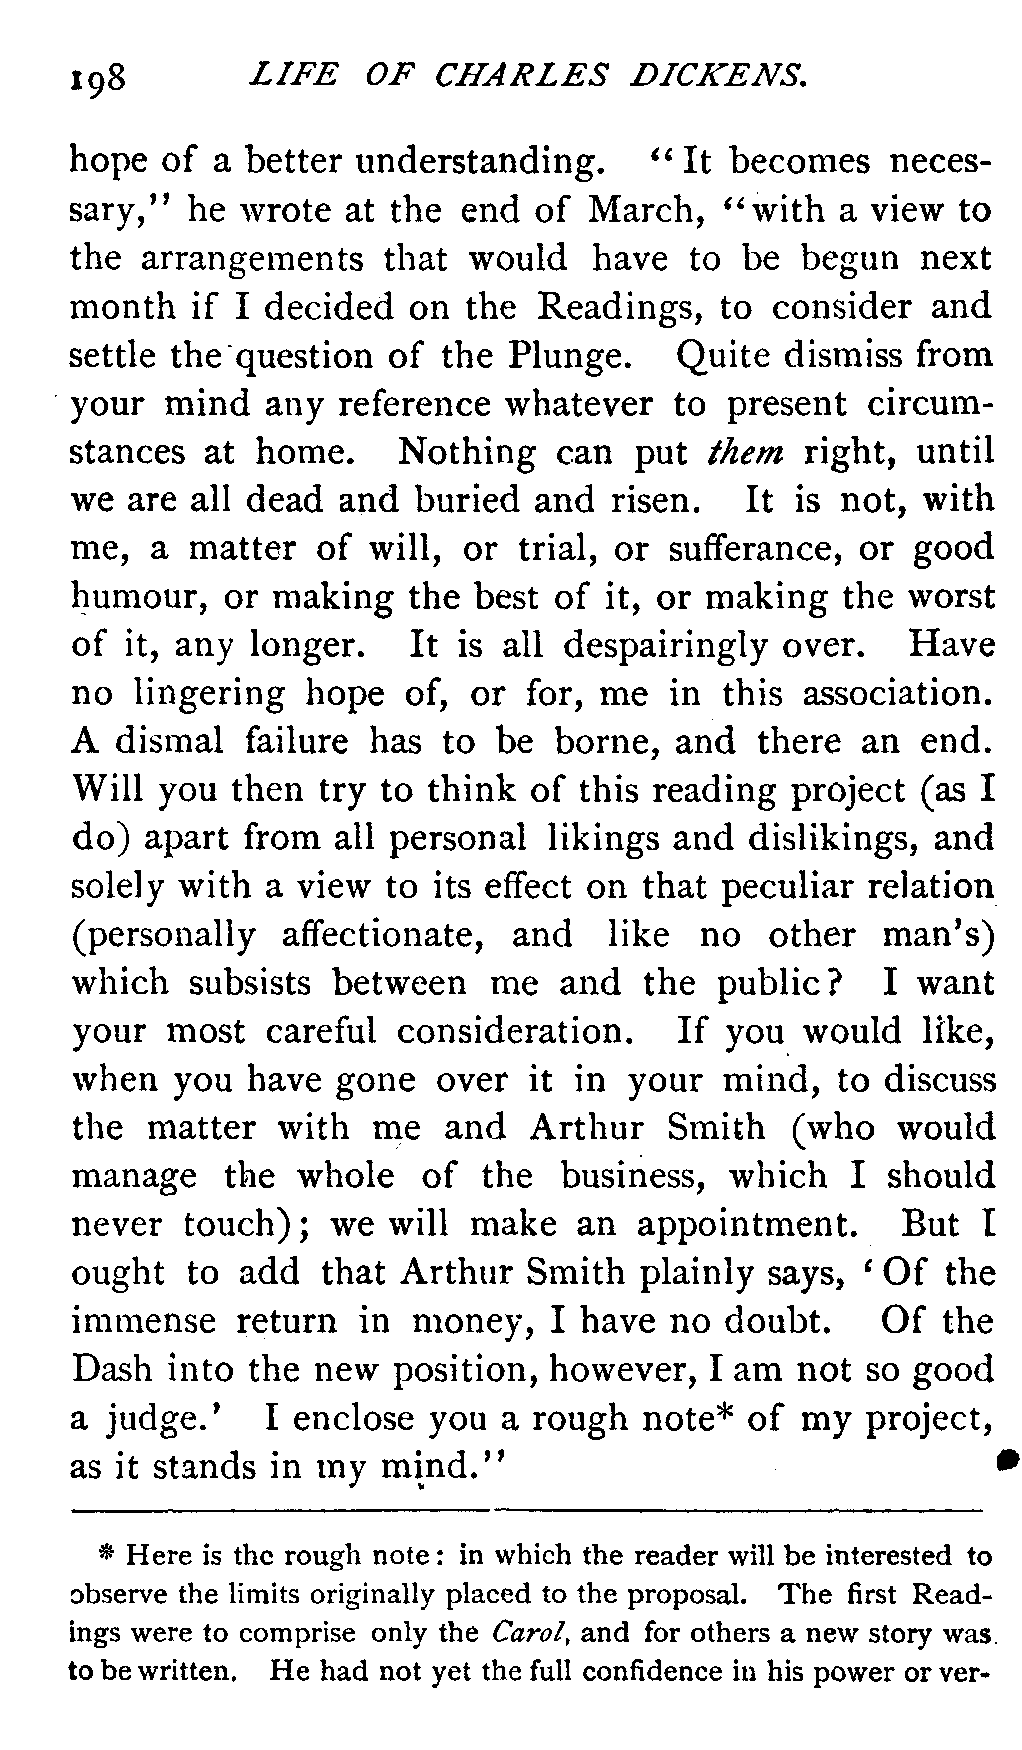 198 LIFE OF CHARLES DICKENS.
hope of a better understanding. “It becomes neces-
sary,” he wrote at the end of March, “with a view to
the arrangements that would have to be begun next
month if I decided on the Readings, to consider and
settle the question of the Plunge. Quite dismiss from
your mind any reference whatever to present circum-
stances at home. Nothing can put them right, until
we are all dead and buried and risen. It is not, with
me, a matter of will, or trial, or sufferance, or good
humour, or making the best of it, or making the worst
of it, any longer. It is all despairingly over. Have
no lingering hope of, or for, me in this association.
A dismal failure has to be borne, and there an end.
Will you then try to think of this reading project (as I
do) apart from all personal likings and dislikings, and
solely with a view to its effect on that peculiar relation
(personally affectionate, and like no other man's)
which subsists between me and the public? I want
your most careful consideration. If you would like,
when you have gone over it in your mind, to discuss
the matter with me and Arthur Smith (who would
manage the whole of the business, which I should
never touch); we will make an appointment. But I
ought to add that Arthur Smith plainly says, ‘Of the
immense return in money, I have no doubt. Of the
Dash into the new position, however, I am not so good
a judge.’ I enclose you a rough note* of my project,
as it stands in my mind.”
* Here is the rough note: in which the reader will be interested to
observe the limits originally placed to the proposal. The first Read-
ings were to comprise only the Carol, and for others a new story was
to be written. He had not yet the full confidence in his power or ver-